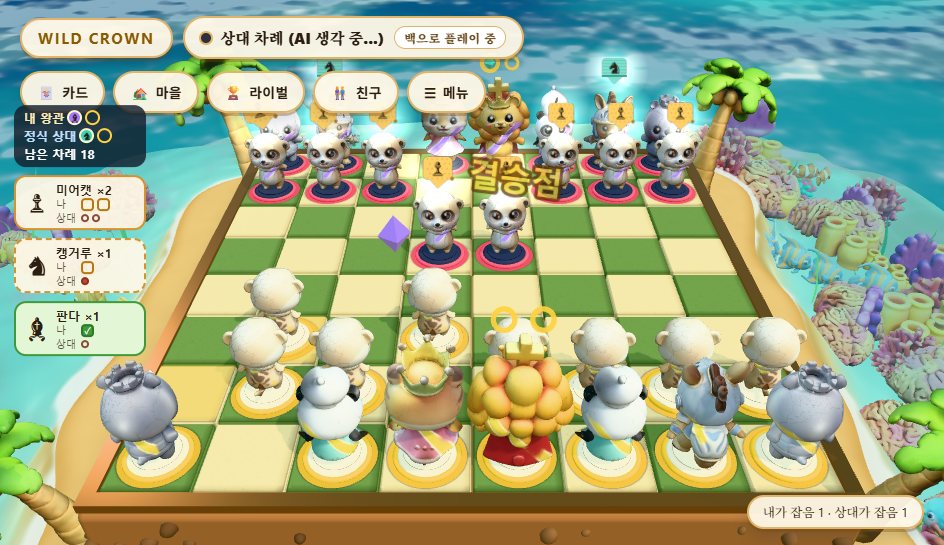 WILD CROWN
상대 차례 (AI 생각 중...) 백으로 플레이 중
카드 마을 라이벌 친구 ☰ 메뉴
내 왕관
정식 상대
남은 차례 18
미어캣 ×2
나
상대
캥거루 ×1
나
상대
판다 ×1
나
상대
결승점
내가 잡음 1 · 상대가 잡음 1